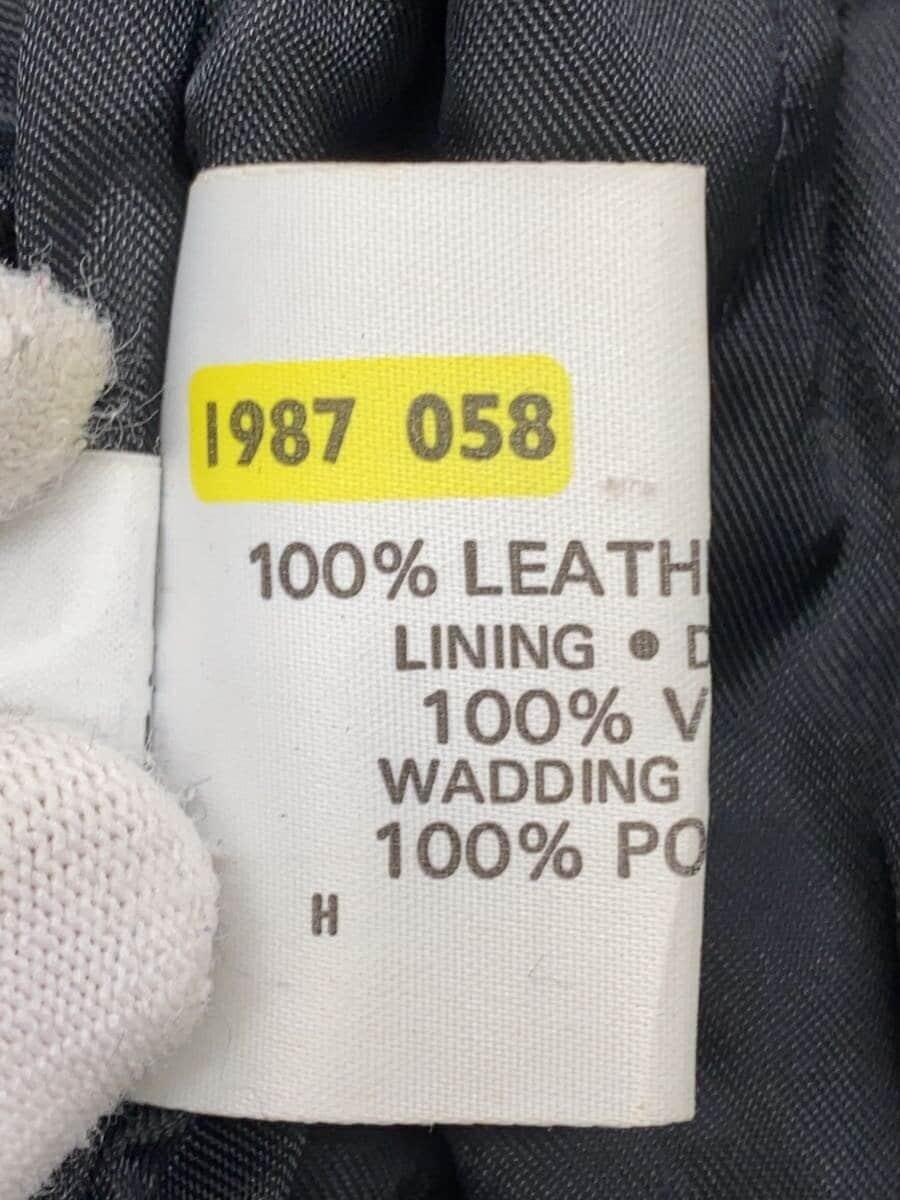 1987 058
100% LEATH
LINING • D
100% V
WADDING
100% PO
H